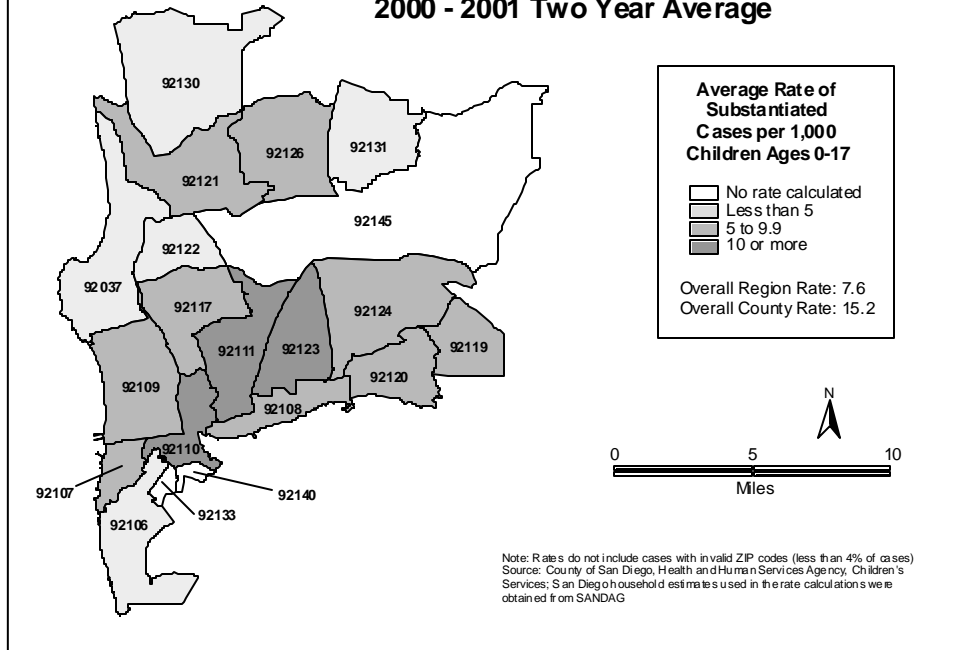 2000 - 2001 Two Year Average
92130
92126
92131
92121
92145
92122
92037
92117
92124
92111
92123
92119
92120
92109
92108
92110
92107
92140
92133
92106
Average Rate of
Substantiated
Cases per 1,000
Children Ages 0-17
No rate calculated
Less than 5
5 to 9.9
10 or more
Overall Region Rate: 7.6
Overall County Rate: 15.2
N
0 5 10
Miles
Note: Rates do not include cases with invalid ZIP codes (less than 4% of cases)
Source: County of San Diego, Health and Human Services Agency, Children's
Services; San Diego household estimates used in the rate calculations were
obtained from SANDAG